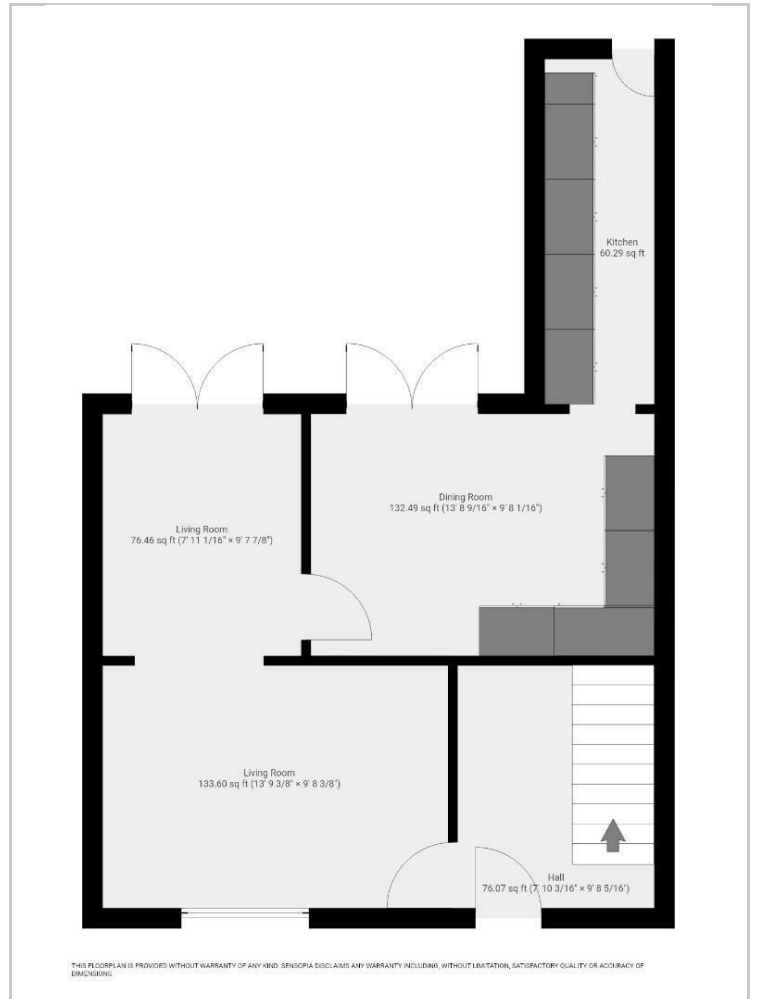 Kitchen
60.29 sq ft
Dining Room
132.49 sq ft (13' 8 9/16" × 9' 8 1/16")
Living Room
76.46 sq ft (7' 11 1/16" × 9' 7 7/8")
Living Room
133.60 sq ft (13' 9 3/8" × 9' 8 3/8")
Hall
76.07 sq ft (7' 10 3/16" × 9' 8 5/16")
THIS FLOORPLAN IS PROVIDED WITHOUT WARRANTY OF ANY KIND. SENSOPIA DISCLAIMS ANY WARRANTY INCLUDING, WITHOUT LIMITATION, SATISFACTORY QUALITY OR ACCURACY OF
DIMENSIONS.